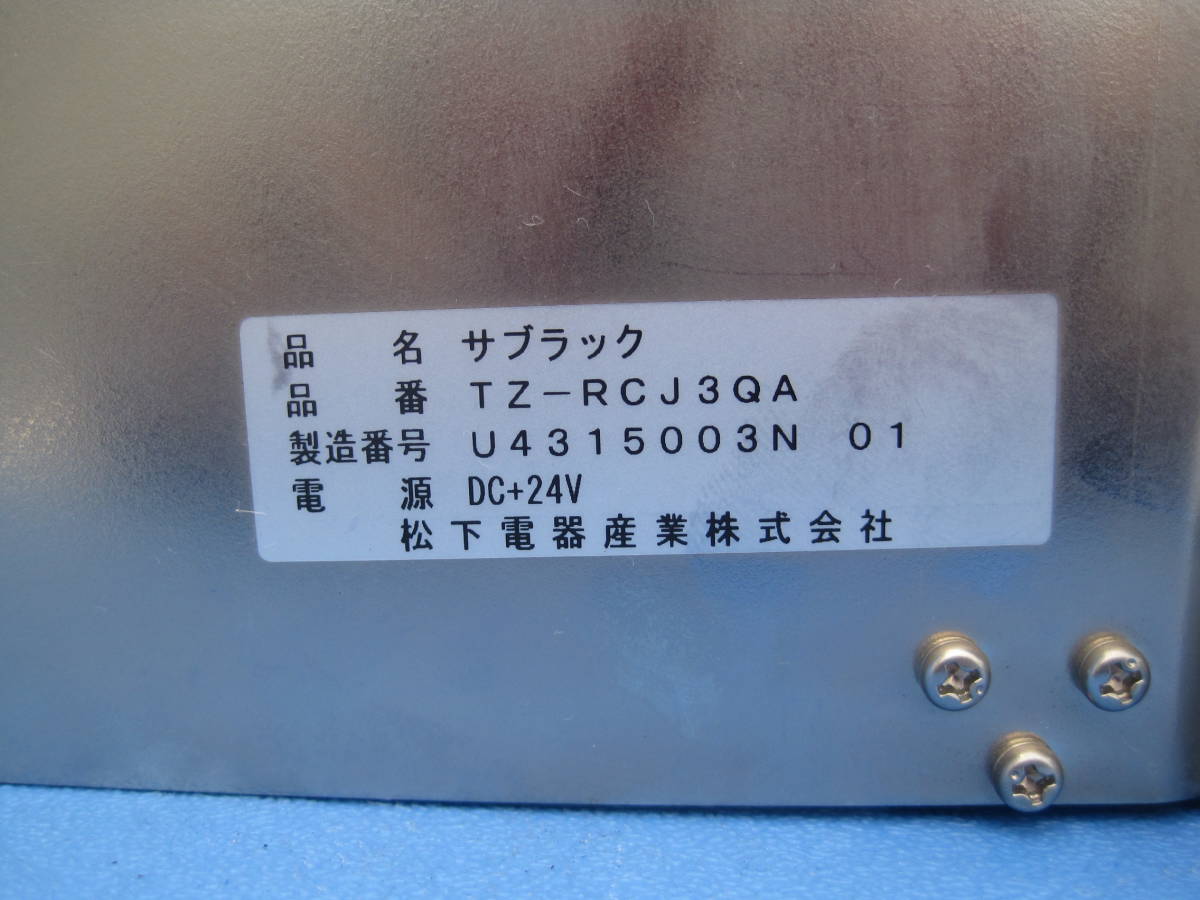 品　　名　サブラック
品　　番　ＴＺ－ＲＣＪ３ＱＡ
製造番号　Ｕ４３１５００３Ｎ　０１
電　　源　DC+24V
松下電器産業株式会社